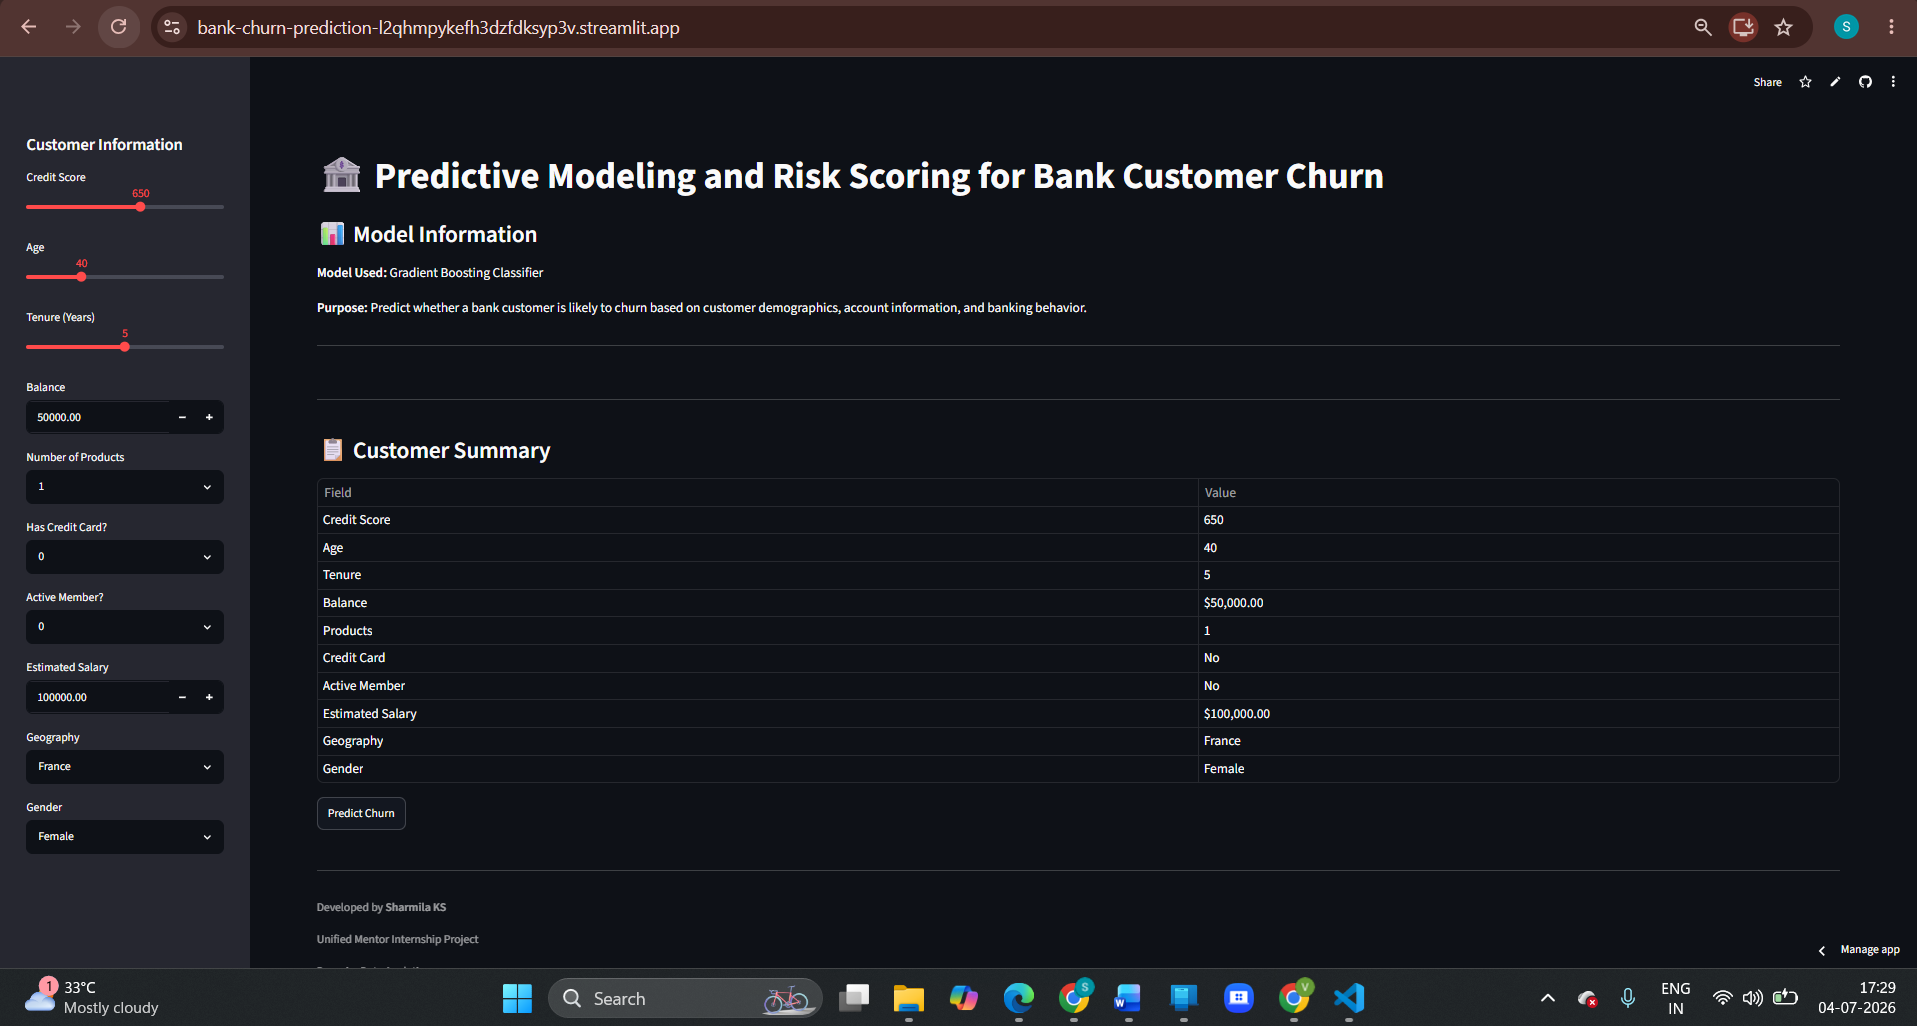 bank-churn-prediction-l2qhmpykefh3dzfdksyp3v.streamlit.app
S
Share
Customer Information
Credit Score
650
Age
40
Tenure (Years)
5
Balance
50000.00
Number of Products
1
Has Credit Card?
0
Active Member?
0
Estimated Salary
100000.00
Geography
France
Gender
Female
Predictive Modeling and Risk Scoring for Bank Customer Churn
Model Information
Model Used: Gradient Boosting Classifier
Purpose: Predict whether a bank customer is likely to churn based on customer demographics, account information, and banking behavior.
Customer Summary
Field Value
Credit Score 650
Age 40
Tenure 5
Balance $50,000.00
Products 1
Credit Card No
Active Member No
Estimated Salary $100,000.00
Geography France
Gender Female
Predict Churn
Developed by Sharmila KS
Unified Mentor Internship Project
Manage app
1
33°C
Mostly cloudy
Search
S
W
V
ENG
IN
17:29
04-07-2026